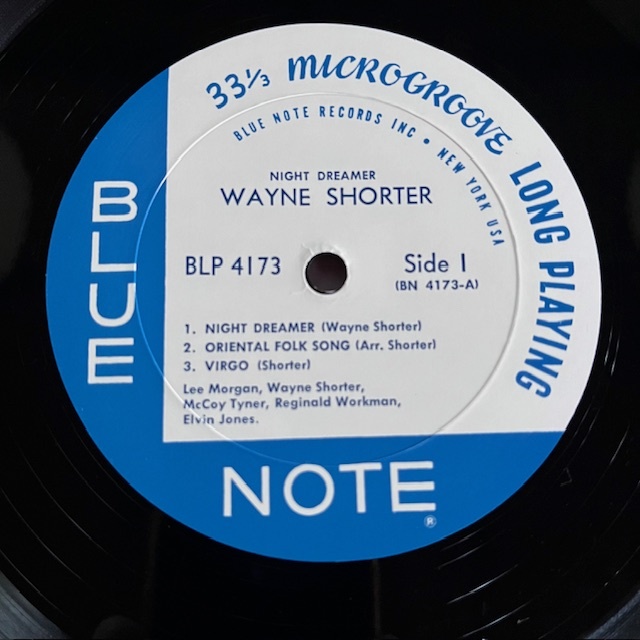 33⅓ MICROGROOVE LONG PLAYING
BLUE NOTE RECORDS INC • NEW YORK USA
NIGHT DREAMER
WAYNE SHORTER
BLP 4173
Side 1
(BN 4173-A)
1. NIGHT DREAMER (Wayne Shorter)
2. ORIENTAL FOLK SONG (Arr. Shorter)
3. VIRGO (Shorter)
Lee Morgan, Wayne Shorter,
McCoy Tyner, Reginald Workman,
Elvin Jones.
BLUE
NOTE®